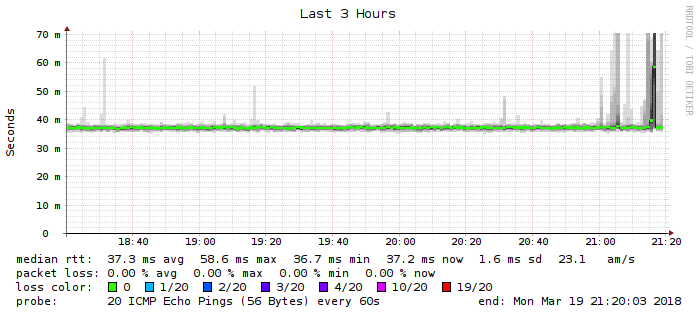 Last 3 Hours
RRDTOOL / TOBI OETIKER
Seconds
70 m
60 m
50 m
40 m
30 m
20 m
10 m
0
18:40 19:00 19:20 19:40 20:00 20:20 20:40 21:00 21:20
median rtt: 37.3 ms avg 58.6 ms max 36.7 ms min 37.2 ms now 1.6 ms sd 23.1 am/s
packet loss: 0.00 % avg 0.00 % max 0.00 % min 0.00 % now
loss color: 0 1/20 2/20 3/20 4/20 10/20 19/20
probe: 20 ICMP Echo Pings (56 Bytes) every 60s end: Mon Mar 19 21:20:03 2018